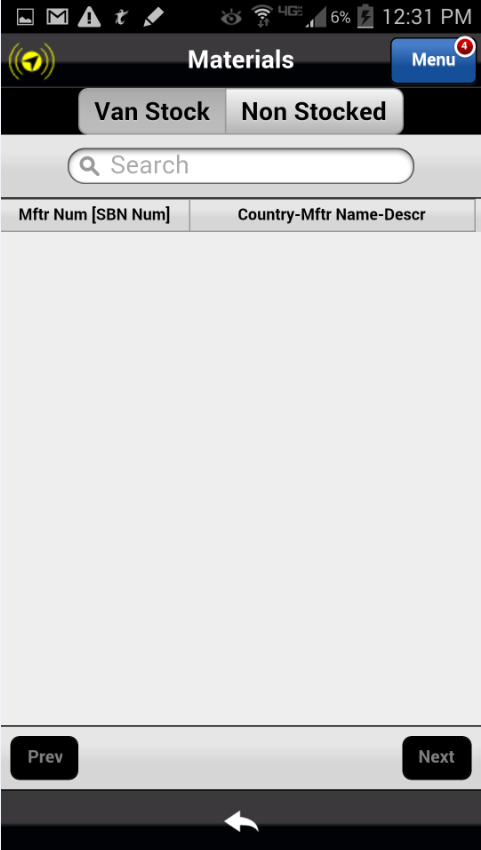 4GE 6% 12:31 PM
Materials
Menu 4
Van Stock Non Stocked
Search
Mftr Num [SBN Num] Country-Mftr Name-Descr
Prev Next